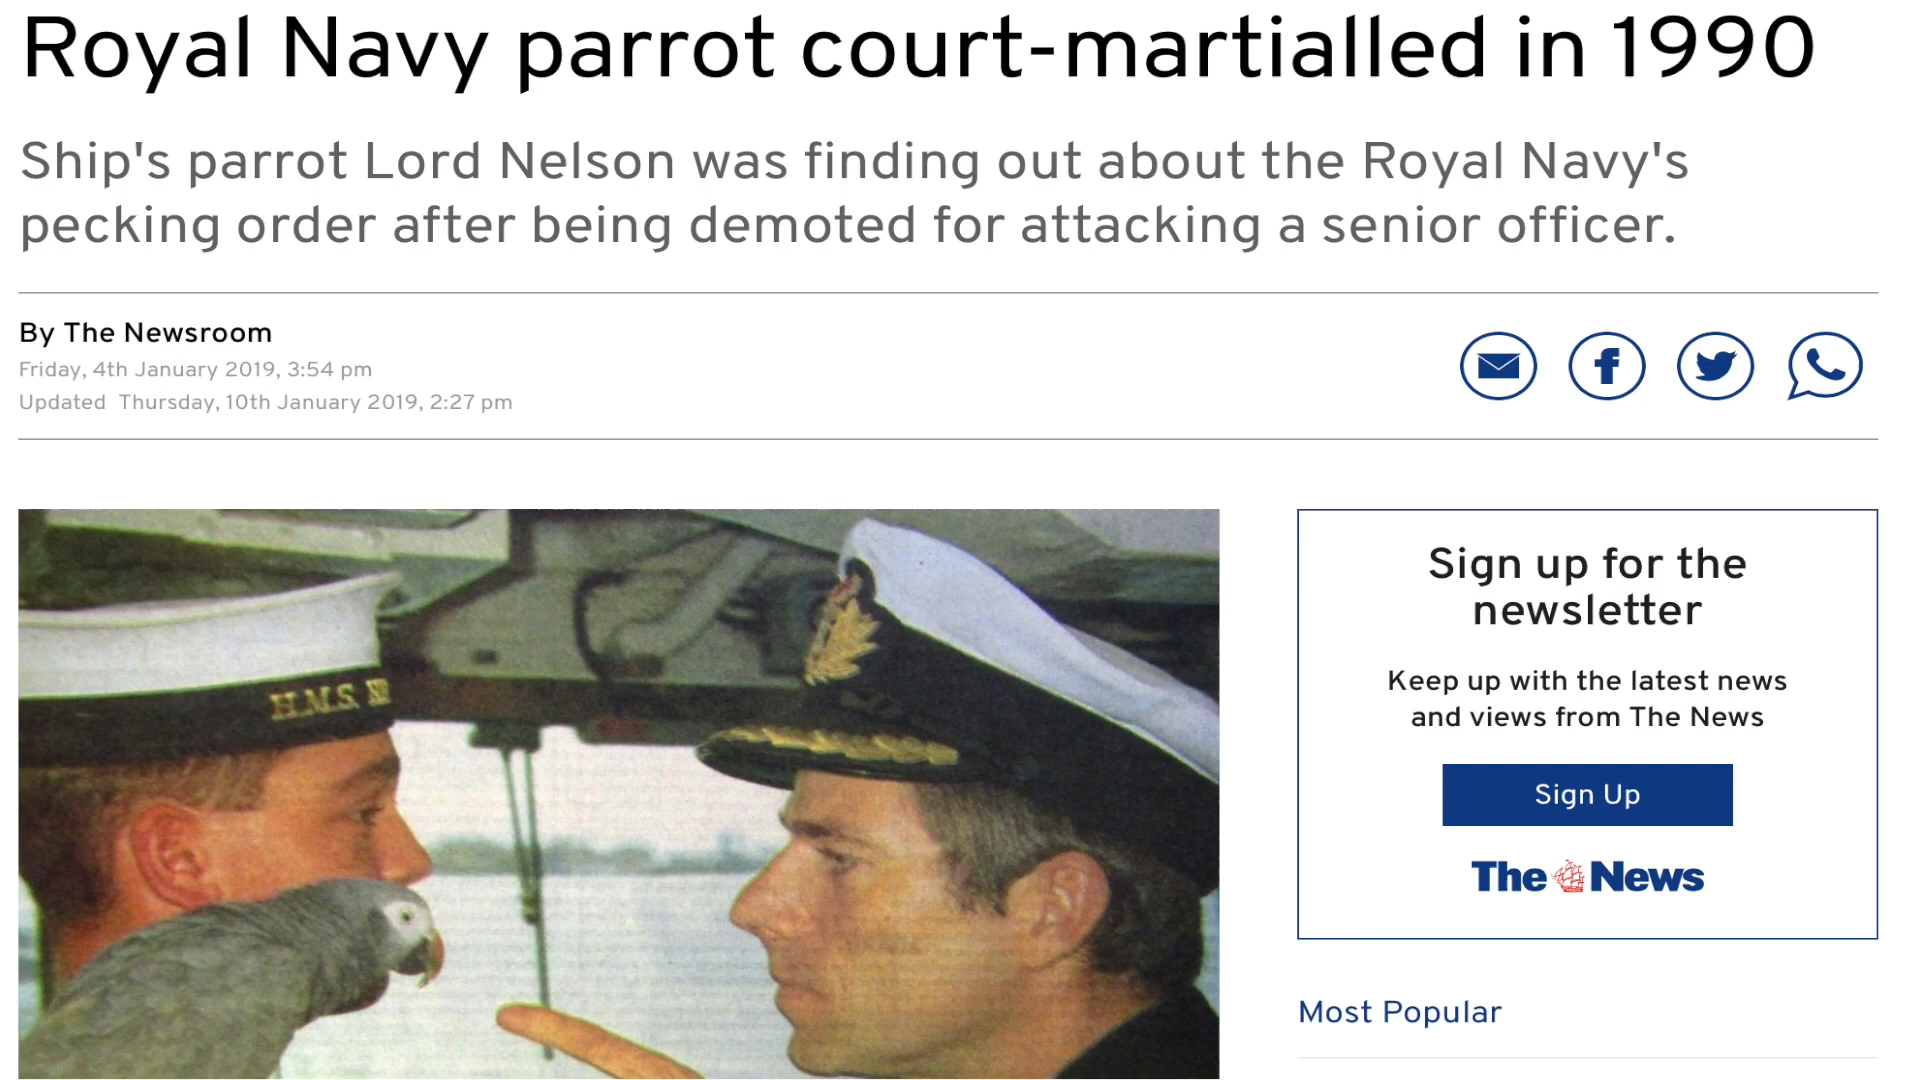 Royal Navy parrot court-martialled in 1990
Ship's parrot Lord Nelson was finding out about the Royal Navy's
pecking order after being demoted for attacking a senior officer.
By The Newsroom
Friday, 4th January 2019, 3:54 pm
Updated Thursday, 10th January 2019, 2:27 pm
H.M.S.
Sign up for the
newsletter
Keep up with the latest news
and views from The News
Sign Up
The News
Most Popular